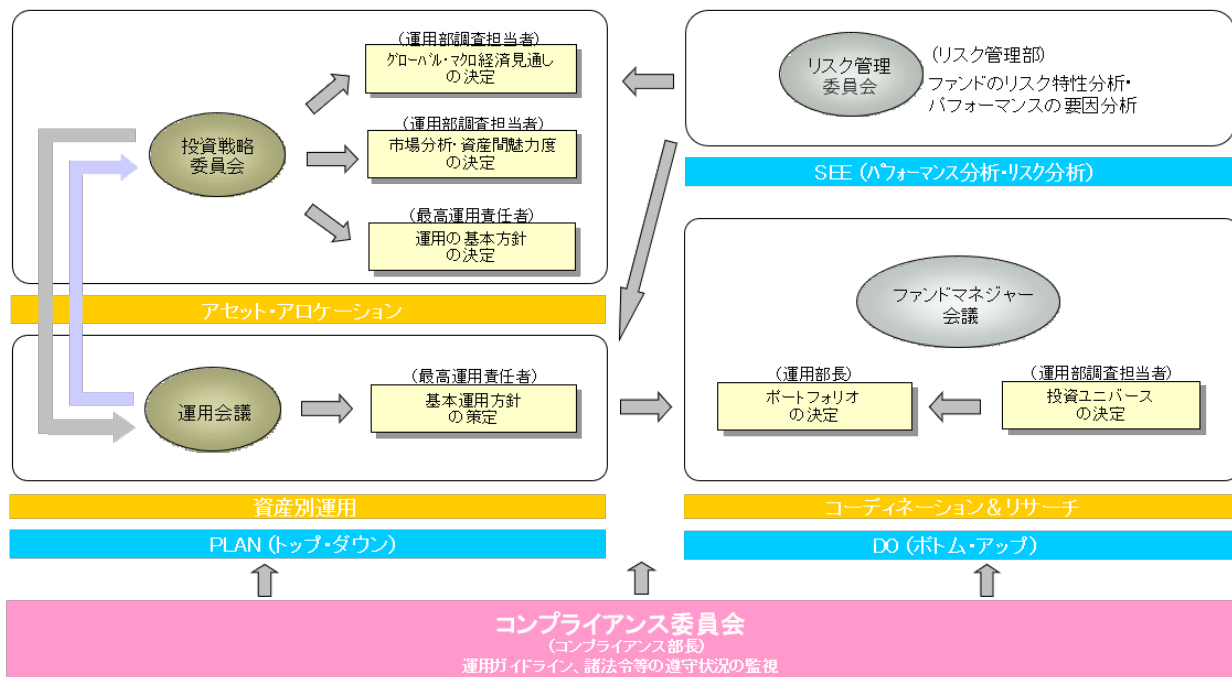 (運用部調査担当者)
グローバル・マクロ経済見通し
の決定
投資戦略
委員会
(運用部調査担当者)
市場分析・資産間魅力度
の決定
(最高運用責任者)
運用の基本方針
の決定
アセット・アロケーション
運用会議
(最高運用責任者)
基本運用方針
の策定
資産別運用
PLAN (トップ・ダウン)
リスク管理
委員会
(リスク管理部)
ファンドのリスク特性分析・
パフォーマンスの要因分析
SEE (パフォーマンス分析・リスク分析)
ファンドマネジャー
会議
(運用部長)
ポートフォリオ
の決定
(運用部調査担当者)
投資ユニバース
の決定
コーディネーション&リサーチ
DO (ボトム・アップ)
コンプライアンス委員会
(コンプライアンス部長)
運用ガイドライン、諸法令等の遵守状況の監視